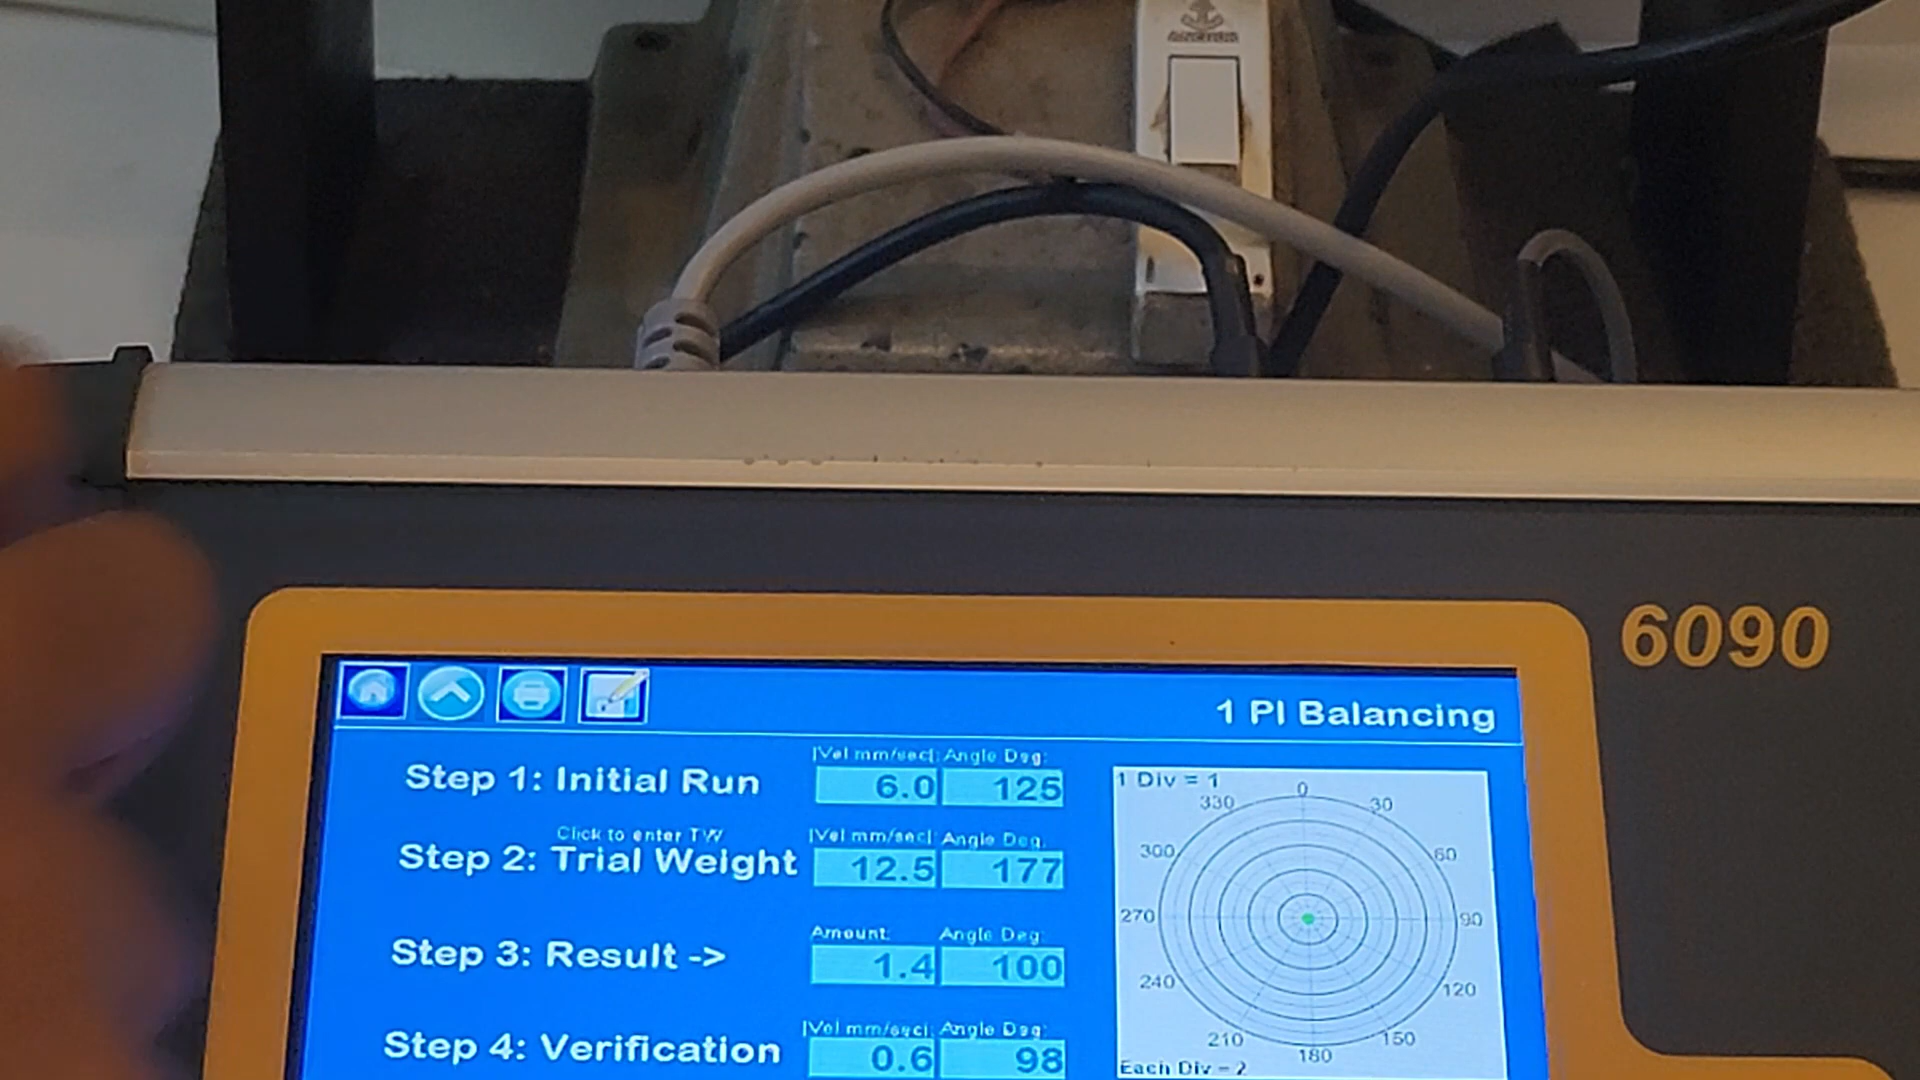 ANCHOR
6090
1 PI Balancing
|Vel mm/sec|: Angle Deg:
Step 1: Initial Run 6.0 125
Click to enter TW
|Vel mm/sec|: Angle Deg:
Step 2: Trial Weight 12.5 177
Amount: Angle Deg:
Step 3: Result -> 1.4 100
|Vel mm/sec|: Angle Deg:
Step 4: Verification 0.6 98
1 Div = 1
0
330 30
300 60
270 90
240 120
210 150
180
Each Div = 2